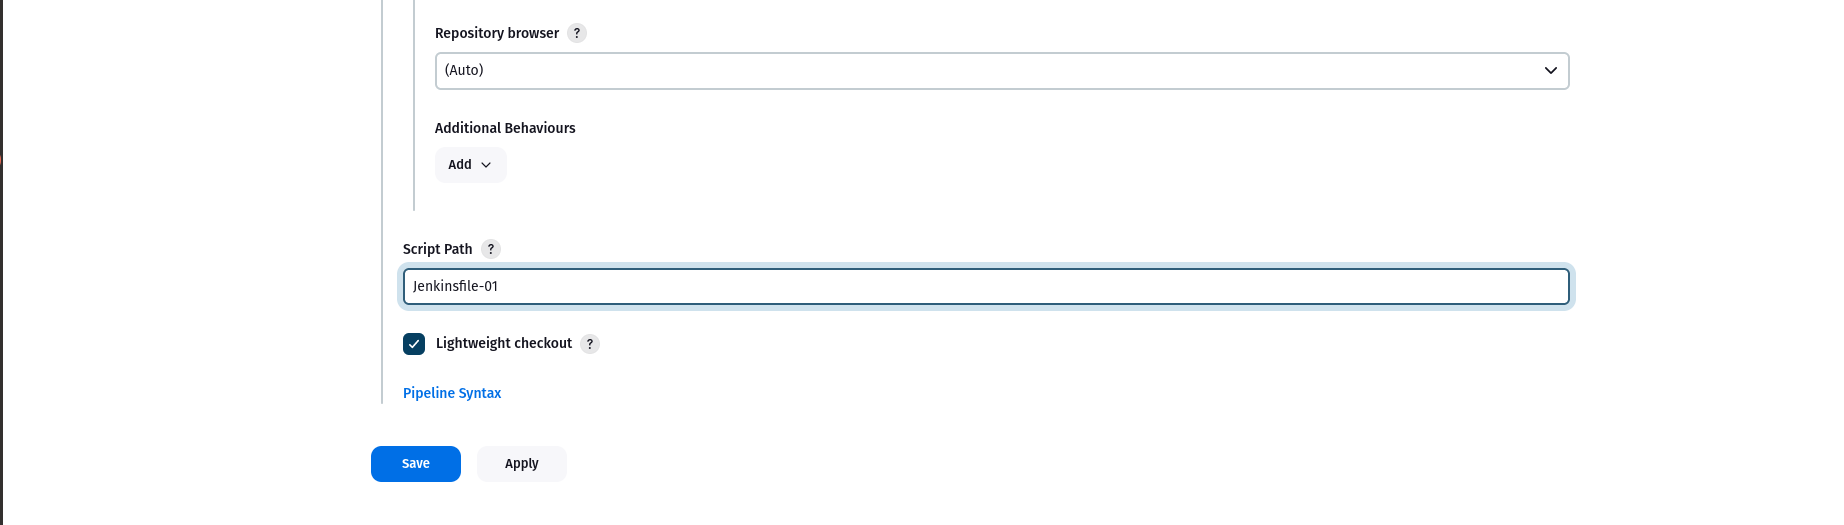 Repository browser ?
(Auto)
Additional Behaviours
Add
Script Path ?
Jenkinsfile-01
Lightweight checkout ?
Pipeline Syntax
Save Apply